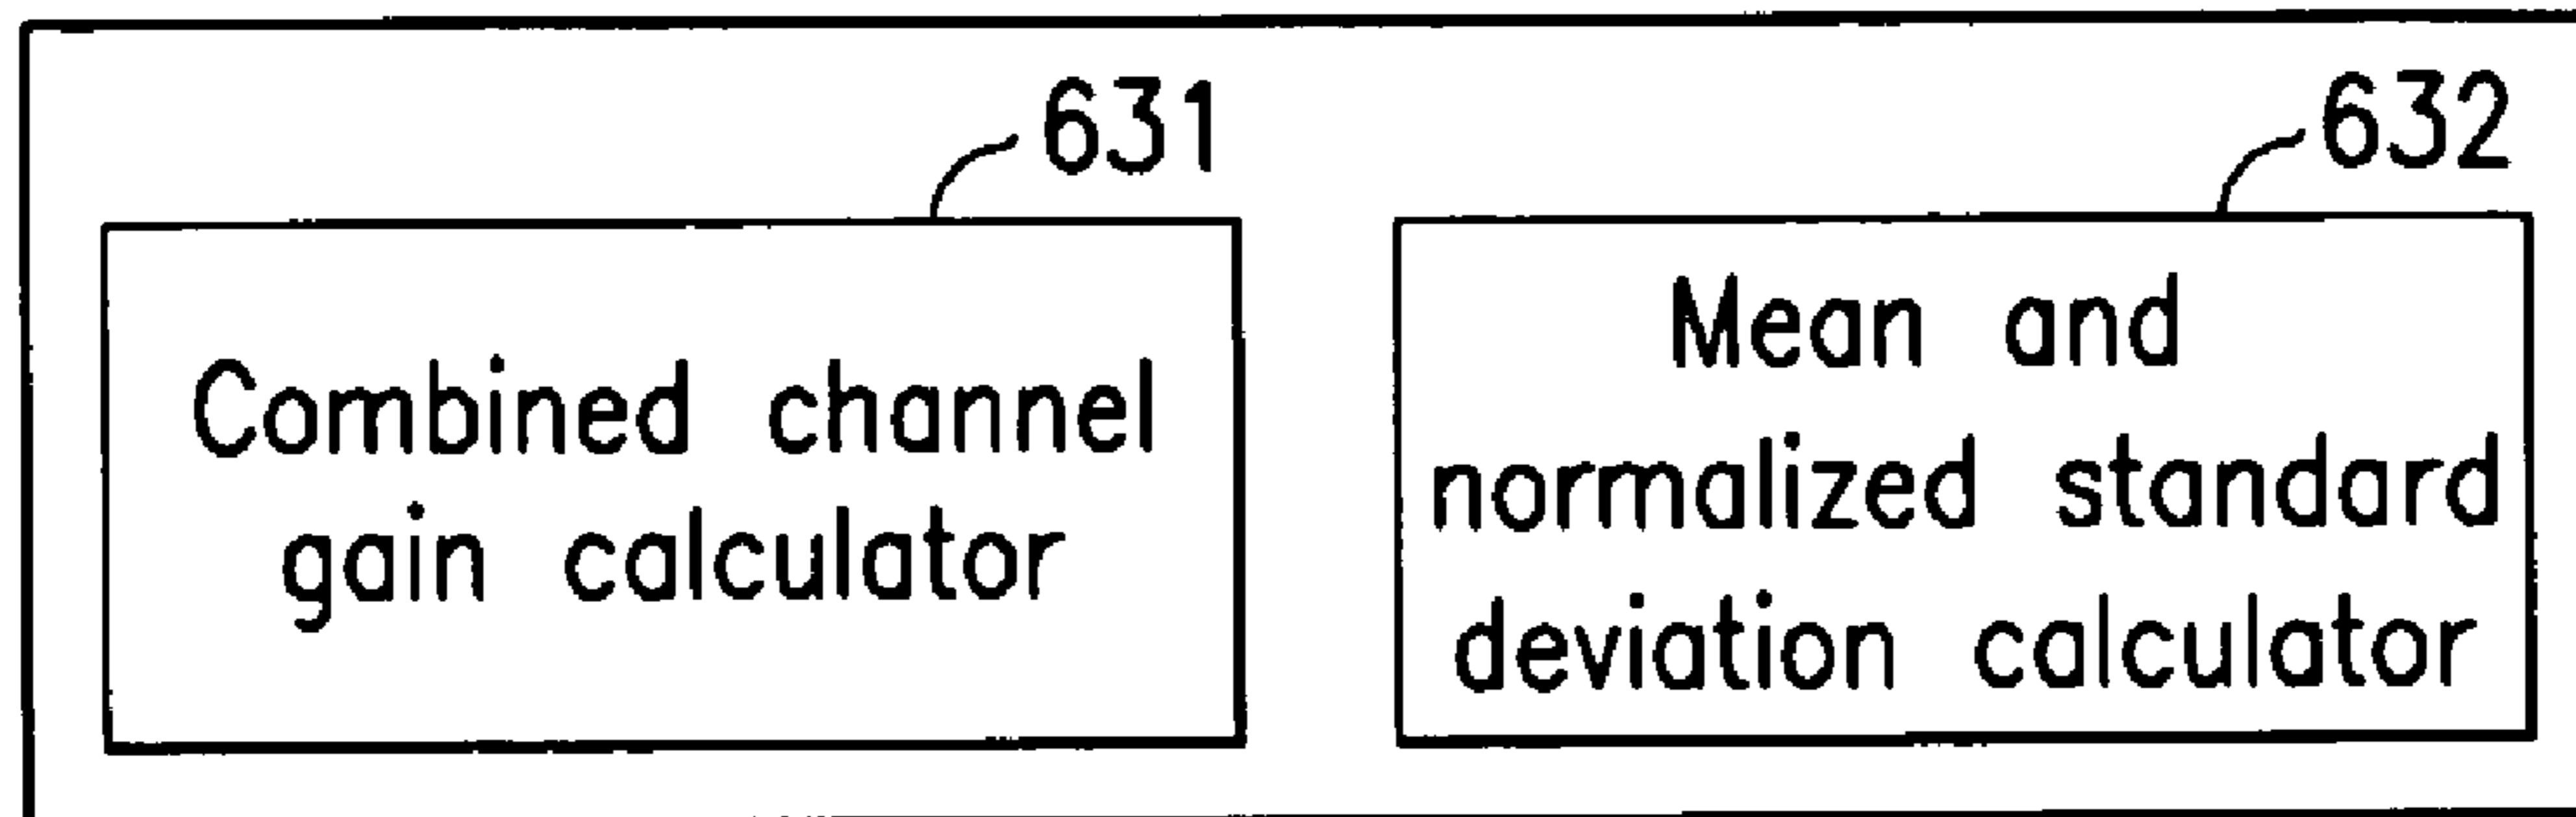 631
632
Combined channel
gain calculator
Mean and
normalized standard
deviation calculator